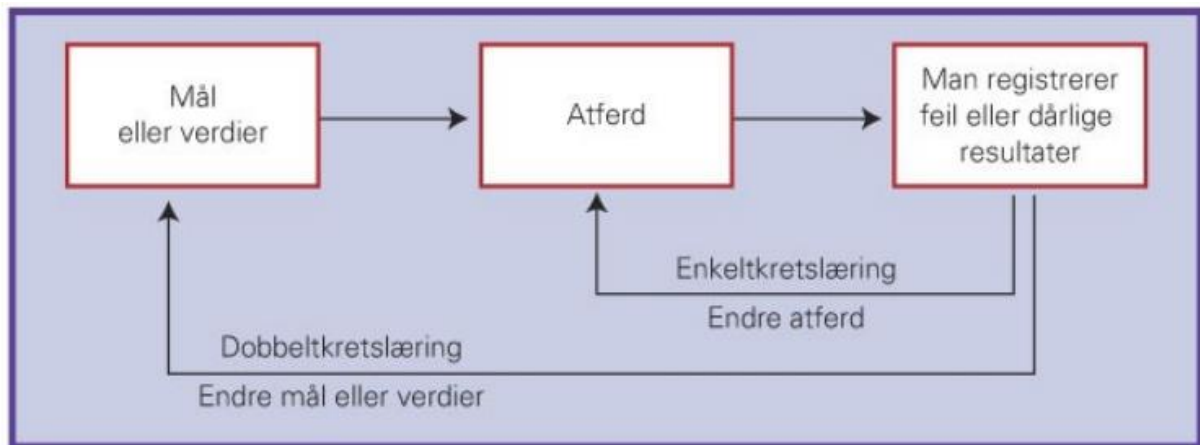 Mål
eller verdier
Atferd
Man registrerer
feil eller dårlige
resultater
Enkeltkretslæring
Endre atferd
Dobbeltkretslæring
Endre mål eller verdier